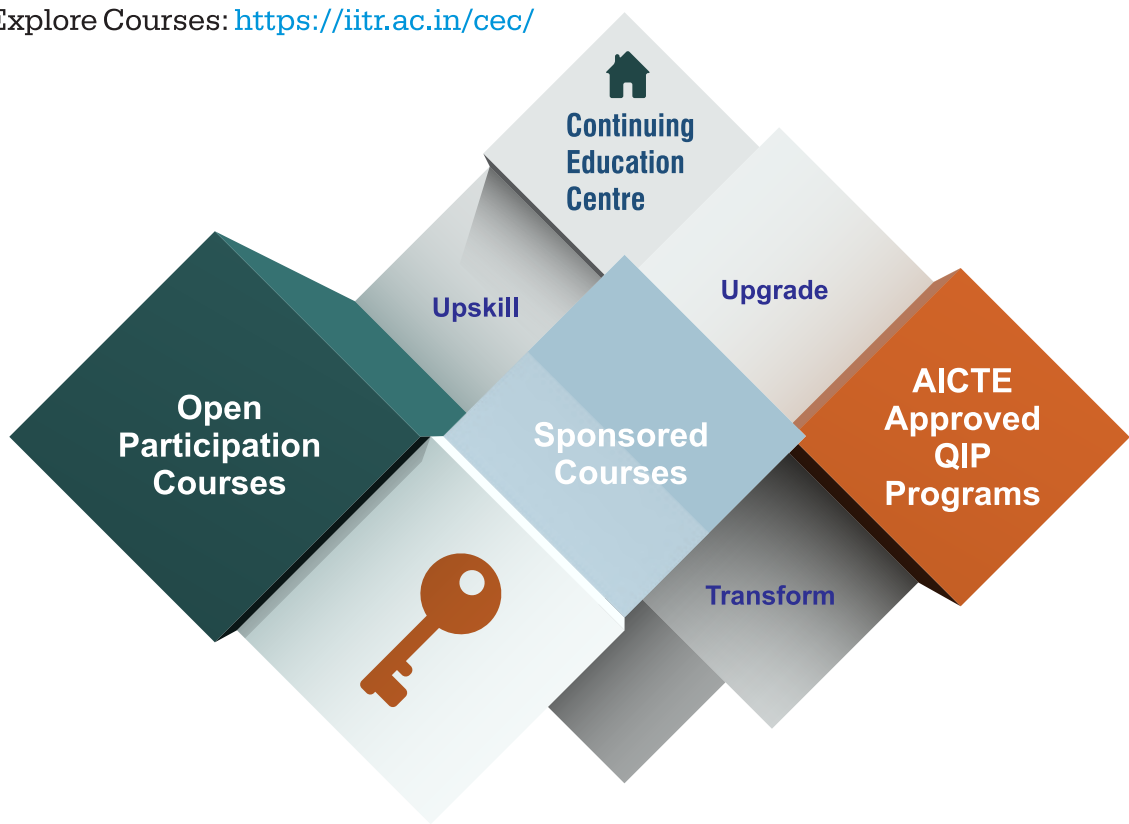 Explore Courses: https://iitr.ac.in/cec/
Continuing
Education
Centre
Upskill
Upgrade
Open
Participation
Courses
Sponsored
Courses
AICTE
Approved
QIP
Programs
Transform